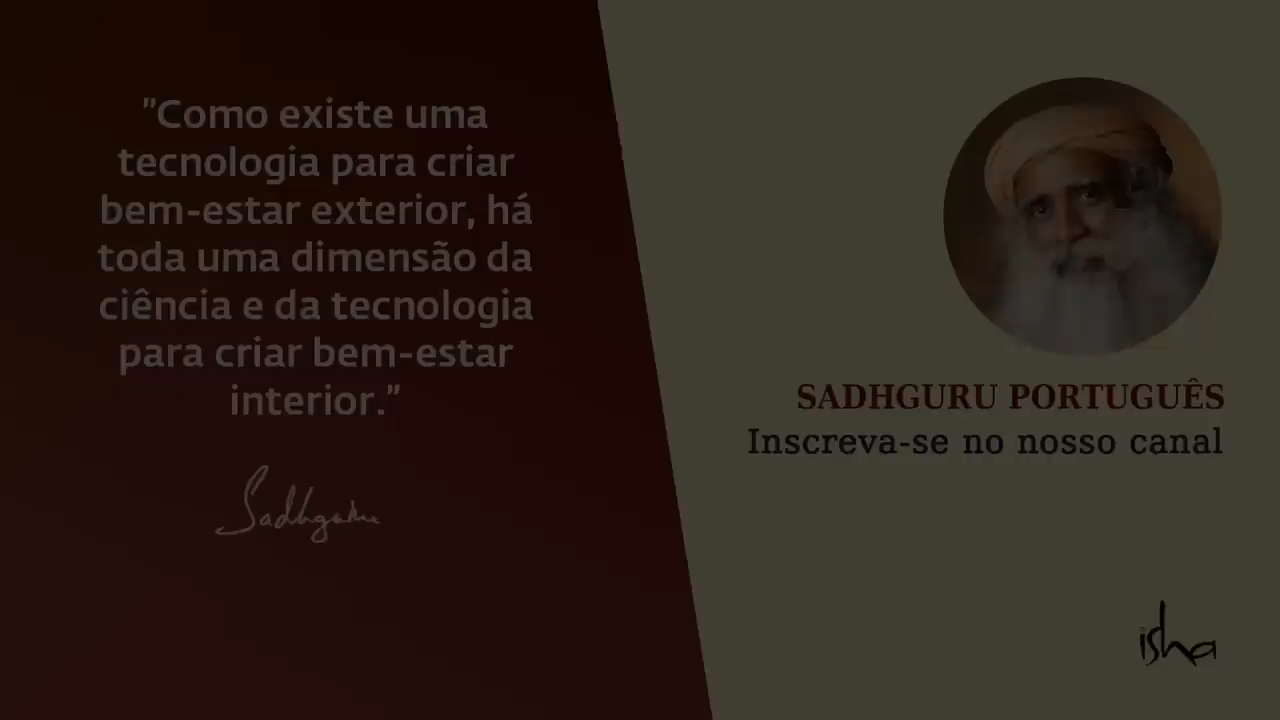 "Como existe uma
tecnologia para criar
bem-estar exterior, há
toda uma dimensão da
ciência e da tecnologia
para criar bem-estar
interior.”
Sadhguru
SADHGURU PORTUGUÊS
Inscreva-se no nosso canal
isha